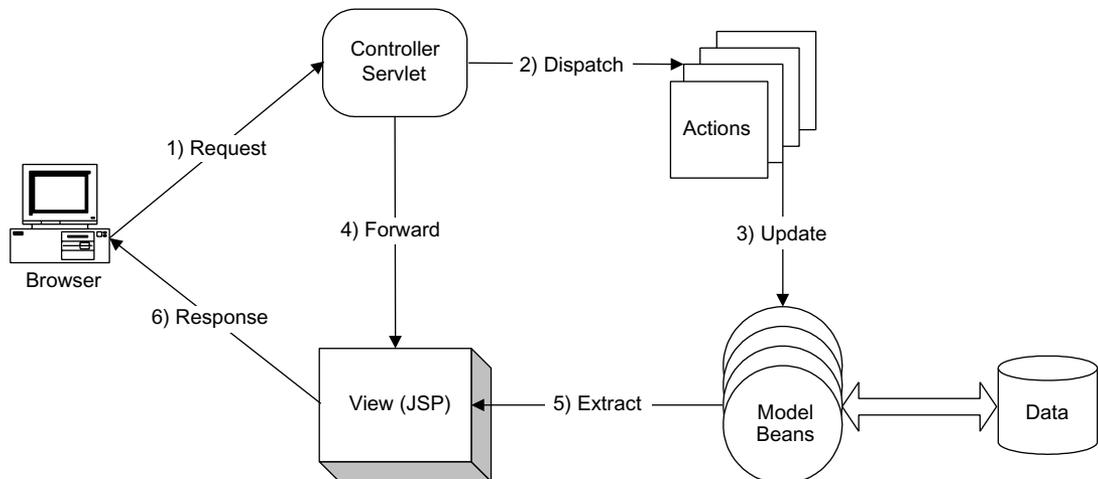 Controller
Servlet
2) Dispatch
Actions
1) Request
4) Forward
3) Update
Browser
6) Response
View (JSP)
5) Extract
Model
Beans
Data